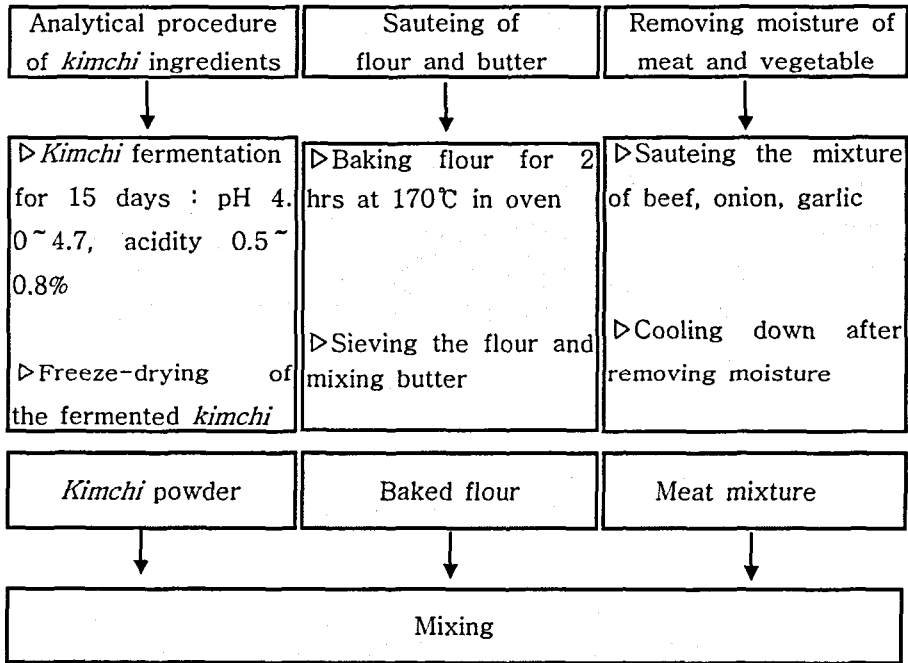 Analytical procedure
of kimchi ingredients
Sauteing of
flour and butter
Removing moisture of
meat and vegetable
▷Kimchi fermentation
for 15 days : pH 4.
0~4.7, acidity 0.5~
0.8%
▷Freeze-drying of
the fermented kimchi
▷Baking flour for 2
hrs at 170℃ in oven
▷Sieving the flour and
mixing butter
▷Sauteing the mixture
of beef, onion, garlic
▷Cooling down after
removing moisture
Kimchi powder
Baked flour
Meat mixture
Mixing